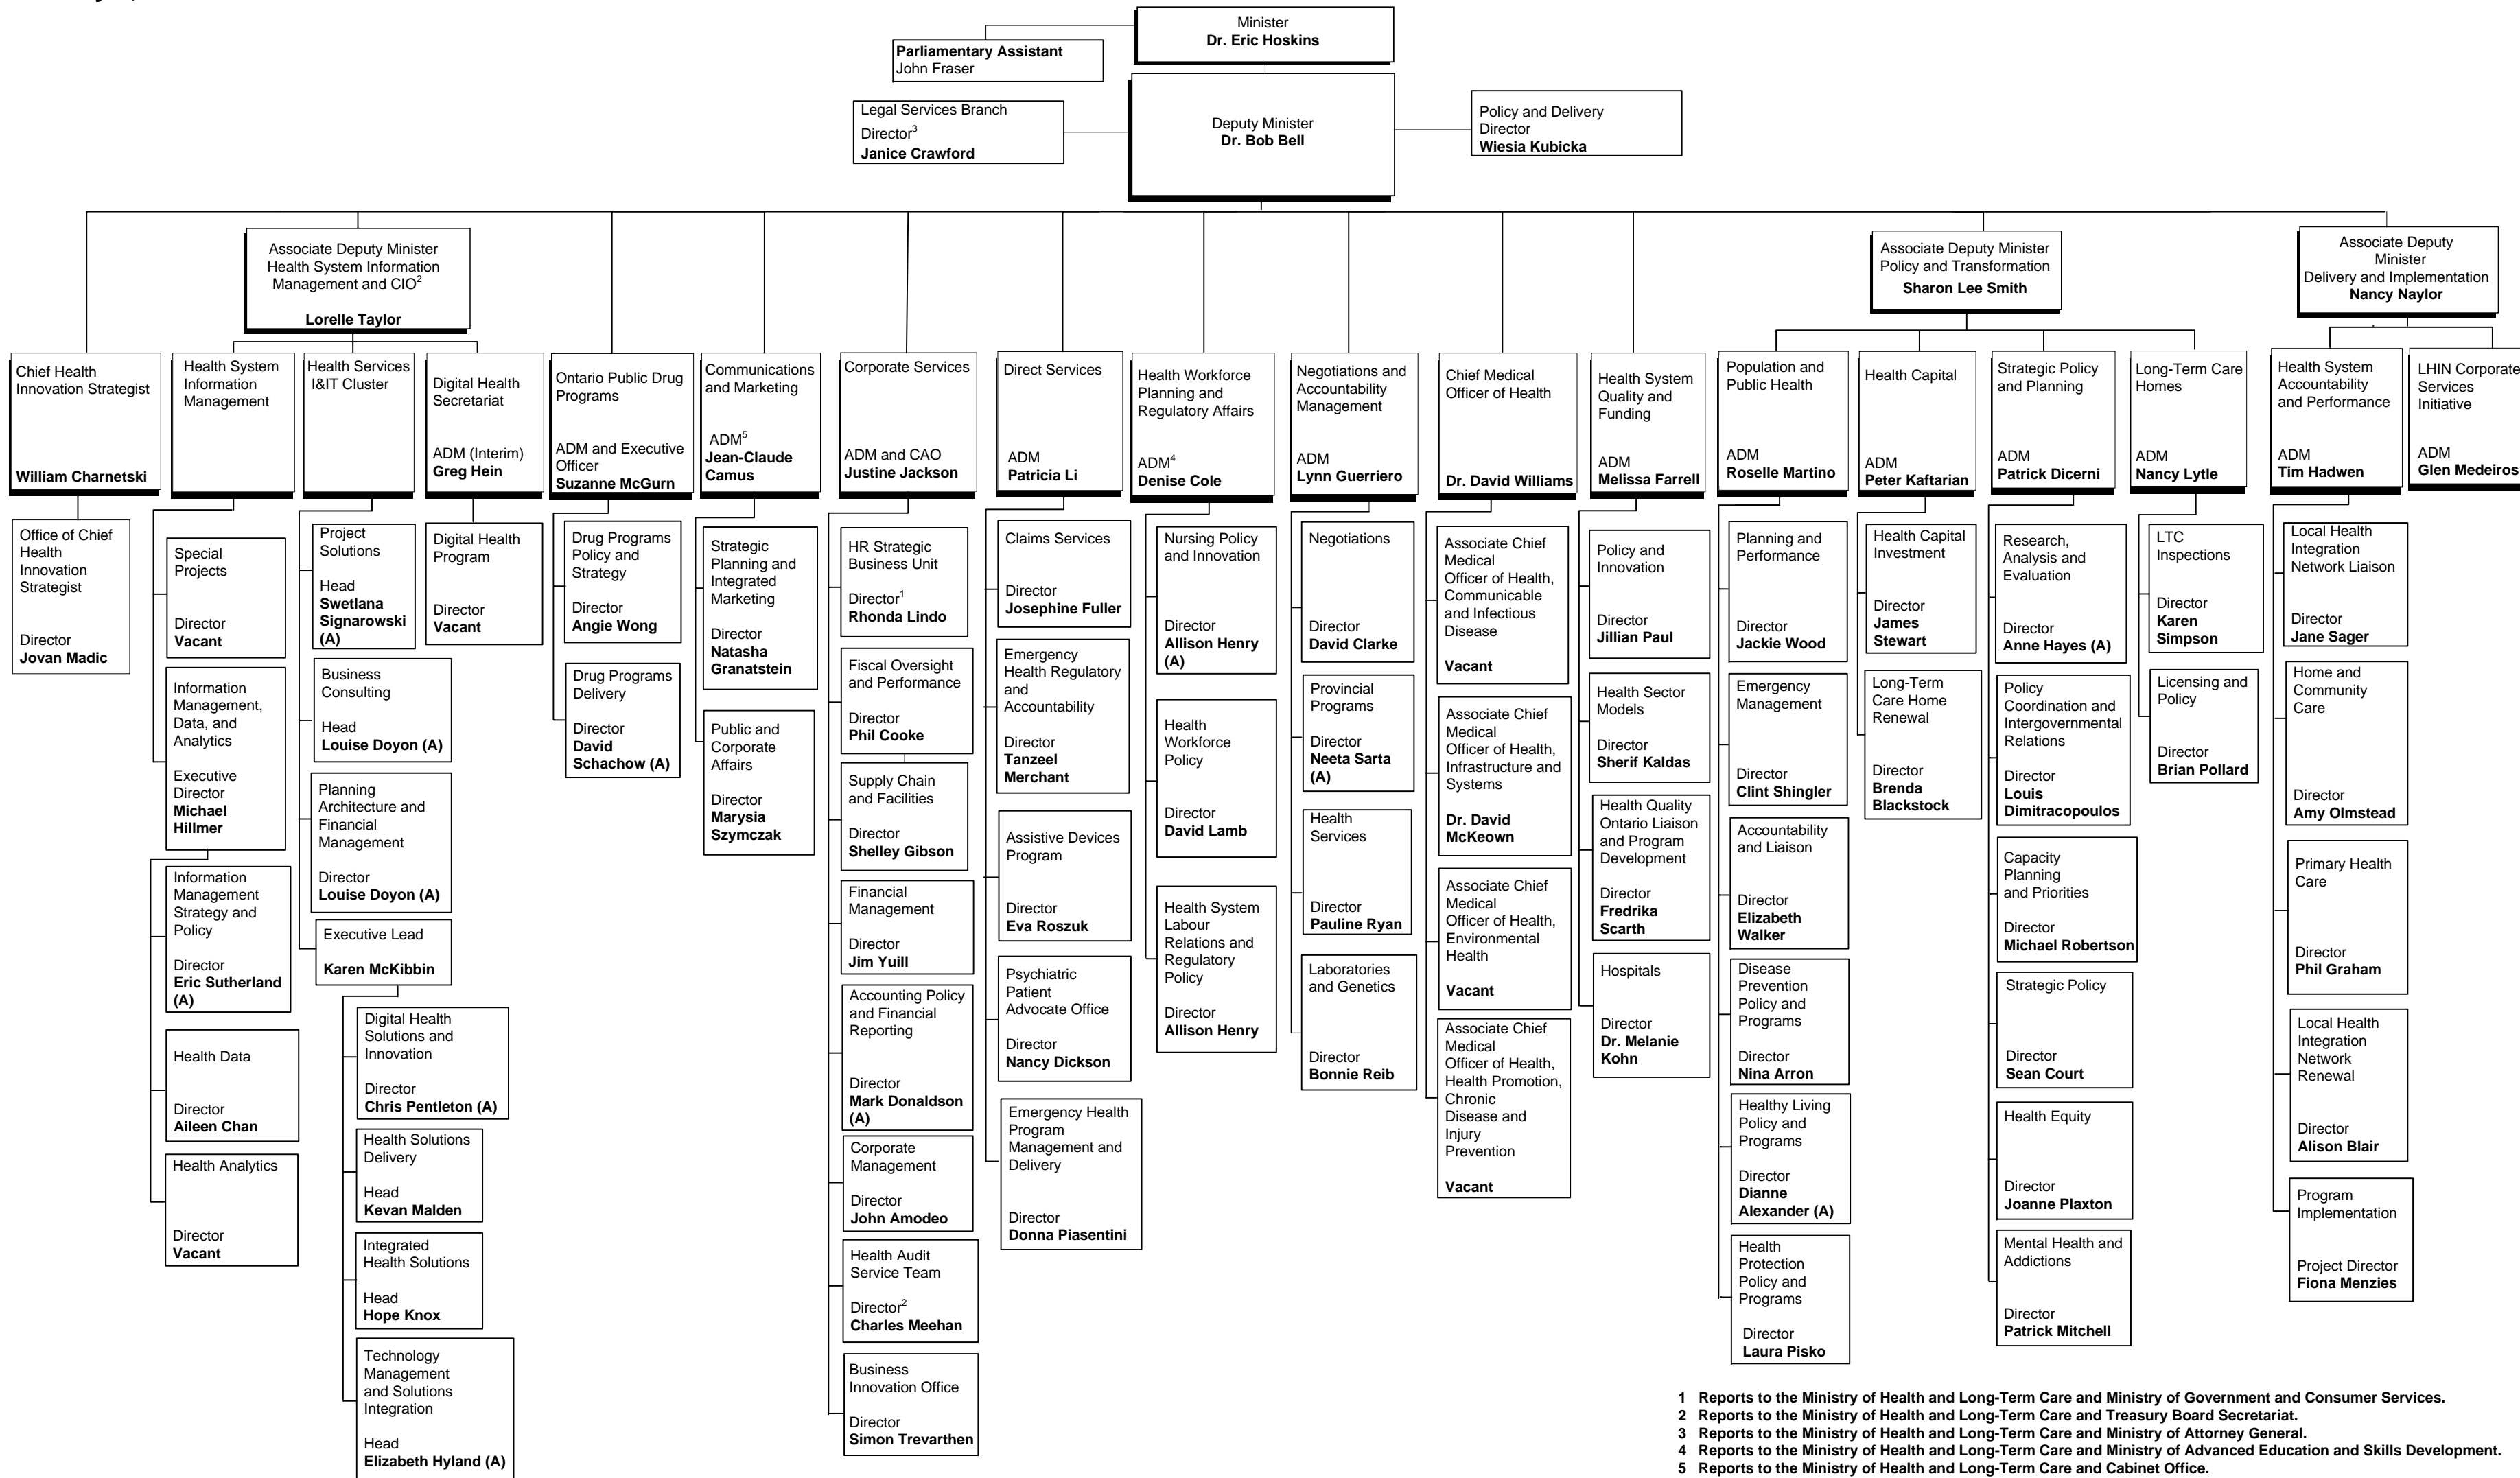 Minister
Dr. Eric Hoskins
Parliamentary Assistant
John Fraser
Deputy Minister
Dr. Bob Bell
Legal Services Branch
Director3
Janice Crawford
Policy and Delivery
Director
Wiesia Kubicka
Associate Deputy Minister
Health System Information
Management and CIO2
Lorelle Taylor
Associate Deputy Minister
Policy and Transformation
Sharon Lee Smith
Associate Deputy
Minister
Delivery and Implementation
Nancy Naylor
Chief Health
Innovation Strategist
William Charnetski
Health System
Information
Management
Health Services
I&IT Cluster
Digital Health
Secretariat
ADM (Interim)
Greg Hein
Ontario Public Drug
Programs
ADM and Executive
Officer
Suzanne McGurn
Communications
and Marketing
ADM5
Jean-Claude
Camus
Corporate Services
ADM and CAO
Justine Jackson
Direct Services
ADM
Patricia Li
Health Workforce
Planning and
Regulatory Affairs
ADM4
Denise Cole
Negotiations and
Accountability
Management
ADM
Lynn Guerriero
Chief Medical
Officer of Health
Dr. David Williams
Health System
Quality and
Funding
ADM
Melissa Farrell
Population and
Public Health
ADM
Roselle Martino
Health Capital
ADM
Peter Kaftarian
Strategic Policy
and Planning
ADM
Patrick Dicerni
Long-Term Care
Homes
ADM
Nancy Lytle
Health System
Accountability
and Performance
ADM
Tim Hadwen
LHIN Corporate
Services
Initiative
ADM
Glen Medeiros
Office of Chief
Health
Innovation
Strategist
Director
Jovan Madic
Special
Projects
Director
Vacant
Information
Management,
Data, and
Analytics
Executive
Director
Michael
Hillmer
Information
Management
Strategy and
Policy
Director
Eric Sutherland
(A)
Health Data
Director
Aileen Chan
Health Analytics
Director
Vacant
Project
Solutions
Head
Swetlana
Signarowski
(A)
Business
Consulting
Head
Louise Doyon (A)
Planning
Architecture and
Financial
Management
Director
Louise Doyon (A)
Executive Lead
Karen McKibbin
Digital Health
Solutions and
Innovation
Director
Chris Pentleton (A)
Health Solutions
Delivery
Head
Kevan Malden
Integrated
Health Solutions
Head
Hope Knox
Technology
Management
and Solutions
Integration
Head
Elizabeth Hyland (A)
Digital Health
Program
Director
Vacant
Drug Programs
Policy and
Strategy
Director
Angie Wong
Drug Programs
Delivery
Director
David
Schachow (A)
Strategic
Planning and
Integrated
Marketing
Director
Natasha
Granatstein
Public and
Corporate
Affairs
Director
Marysia
Szymczak
HR Strategic
Business Unit
Director1
Rhonda Lindo
Fiscal Oversight
and Performance
Director
Phil Cooke
Supply Chain
and Facilities
Director
Shelley Gibson
Financial
Management
Director
Jim Yuill
Accounting Policy
and Financial
Reporting
Director
Mark Donaldson
(A)
Corporate
Management
Director
John Amodeo
Health Audit
Service Team
Director2
Charles Meehan
Business
Innovation Office
Director
Simon Trevarthen
Claims Services
Director
Josephine Fuller
Emergency
Health Regulatory
and
Accountability
Director
Tanzeel
Merchant
Assistive Devices
Program
Director
Eva Roszuk
Psychiatric
Patient
Advocate Office
Director
Nancy Dickson
Emergency Health
Program
Management and
Delivery
Director
Donna Piasentini
Nursing Policy
and Innovation
Director
Allison Henry
(A)
Health
Workforce
Policy
Director
David Lamb
Health System
Labour
Relations and
Regulatory
Policy
Director
Allison Henry
Negotiations
Director
David Clarke
Provincial
Programs
Director
Neeta Sarta
(A)
Health
Services
Director
Pauline Ryan
Laboratories
and Genetics
Director
Bonnie Reib
Associate Chief
Medical
Officer of Health,
Communicable
and Infectious
Disease
Vacant
Associate Chief
Medical
Officer of Health,
Infrastructure and
Systems
Dr. David
McKeown
Associate Chief
Medical
Officer of Health,
Environmental
Health
Vacant
Associate Chief
Medical
Officer of Health,
Health Promotion,
Chronic
Disease and
Injury
Prevention
Vacant
Policy and
Innovation
Director
Jillian Paul
Health Sector
Models
Director
Sherif Kaldas
Health Quality
Ontario Liaison
and Program
Development
Director
Fredrika
Scarth
Hospitals
Director
Dr. Melanie
Kohn
Planning and
Performance
Director
Jackie Wood
Emergency
Management
Director
Clint Shingler
Accountability
and Liaison
Director
Elizabeth
Walker
Disease
Prevention
Policy and
Programs
Director
Nina Arron
Healthy Living
Policy and
Programs
Director
Dianne
Alexander (A)
Health
Protection
Policy and
Programs
Director
Laura Pisko
Health Capital
Investment
Director
James
Stewart
Long-Term
Care Home
Renewal
Director
Brenda
Blackstock
Research,
Analysis and
Evaluation
Director
Anne Hayes (A)
Policy
Coordination and
Intergovernmental
Relations
Director
Louis
Dimitracopoulos
Capacity
Planning
and Priorities
Director
Michael Robertson
Strategic Policy
Director
Sean Court
Health Equity
Director
Joanne Plaxton
Mental Health and
Addictions
Director
Patrick Mitchell
LTC
Inspections
Director
Karen
Simpson
Licensing and
Policy
Director
Brian Pollard
Local Health
Integration
Network Liaison
Director
Jane Sager
Home and
Community
Care
Director
Amy Olmstead
Primary Health
Care
Director
Phil Graham
Local Health
Integration
Network
Renewal
Director
Alison Blair
Program
Implementation
Project Director
Fiona Menzies
1 Reports to the Ministry of Health and Long-Term Care and Ministry of Government and Consumer Services.
2 Reports to the Ministry of Health and Long-Term Care and Treasury Board Secretariat.
3 Reports to the Ministry of Health and Long-Term Care and Ministry of Attorney General.
4 Reports to the Ministry of Health and Long-Term Care and Ministry of Advanced Education and Skills Development.
5 Reports to the Ministry of Health and Long-Term Care and Cabinet Office.